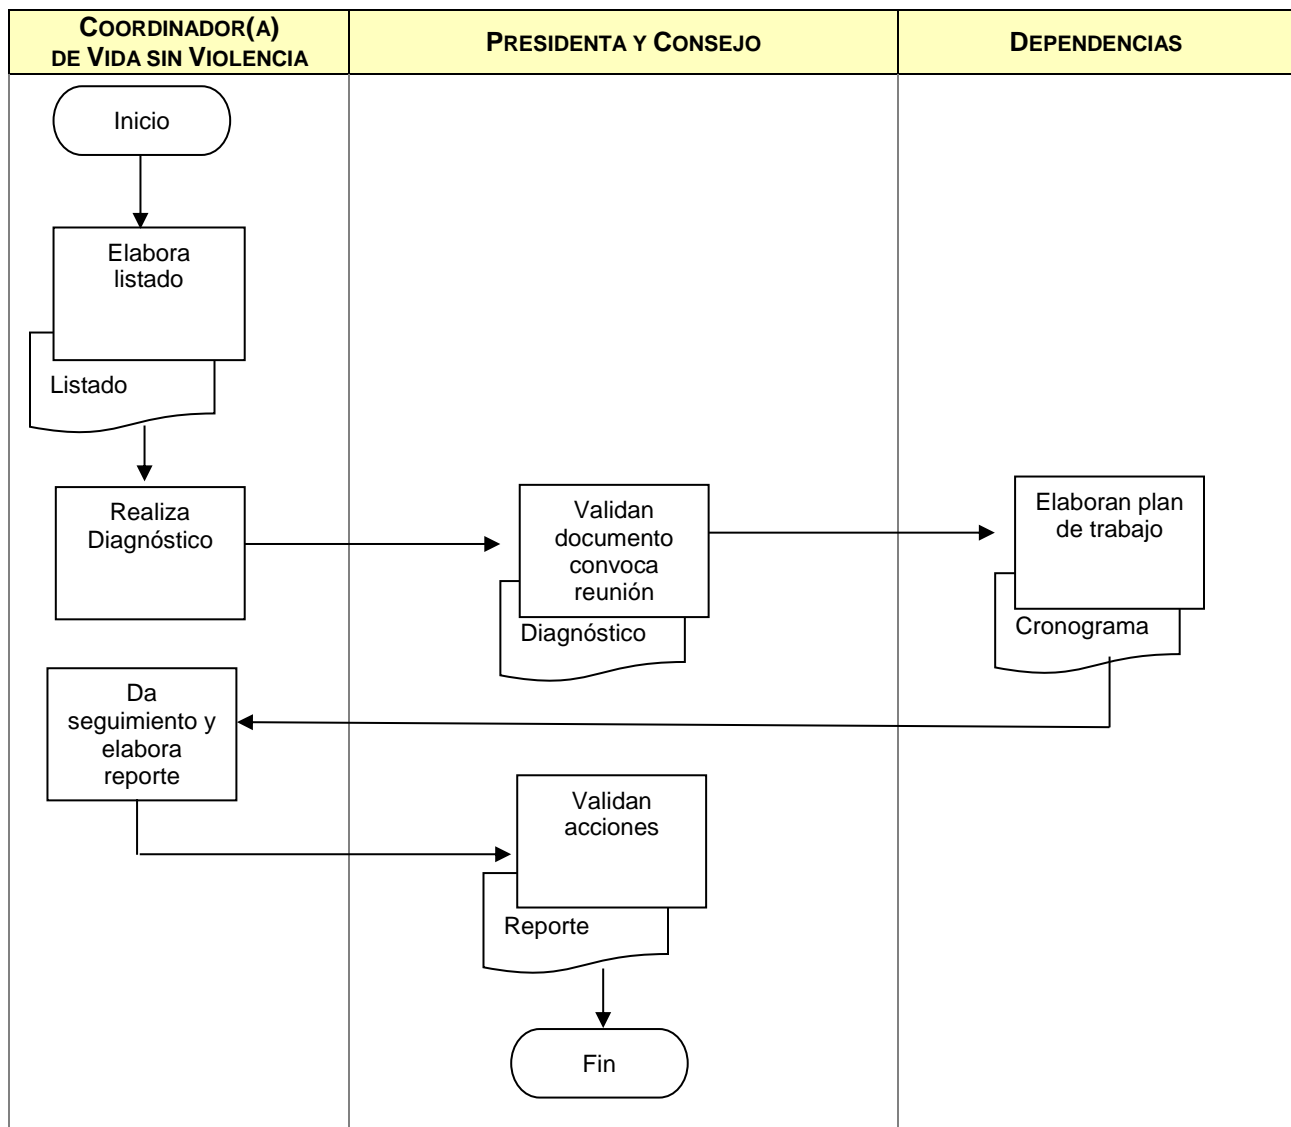 COORDINADOR(A)
DE VIDA SIN VIOLENCIA
PRESIDENTA Y CONSEJO
DEPENDENCIAS
Inicio
Elabora
listado
Listado
Realiza
Diagnóstico
Validan
documento
convoca
reunión
Diagnóstico
Elaboran plan
de trabajo
Cronograma
Da
seguimiento y
elabora
reporte
Validan
acciones
Reporte
Fin